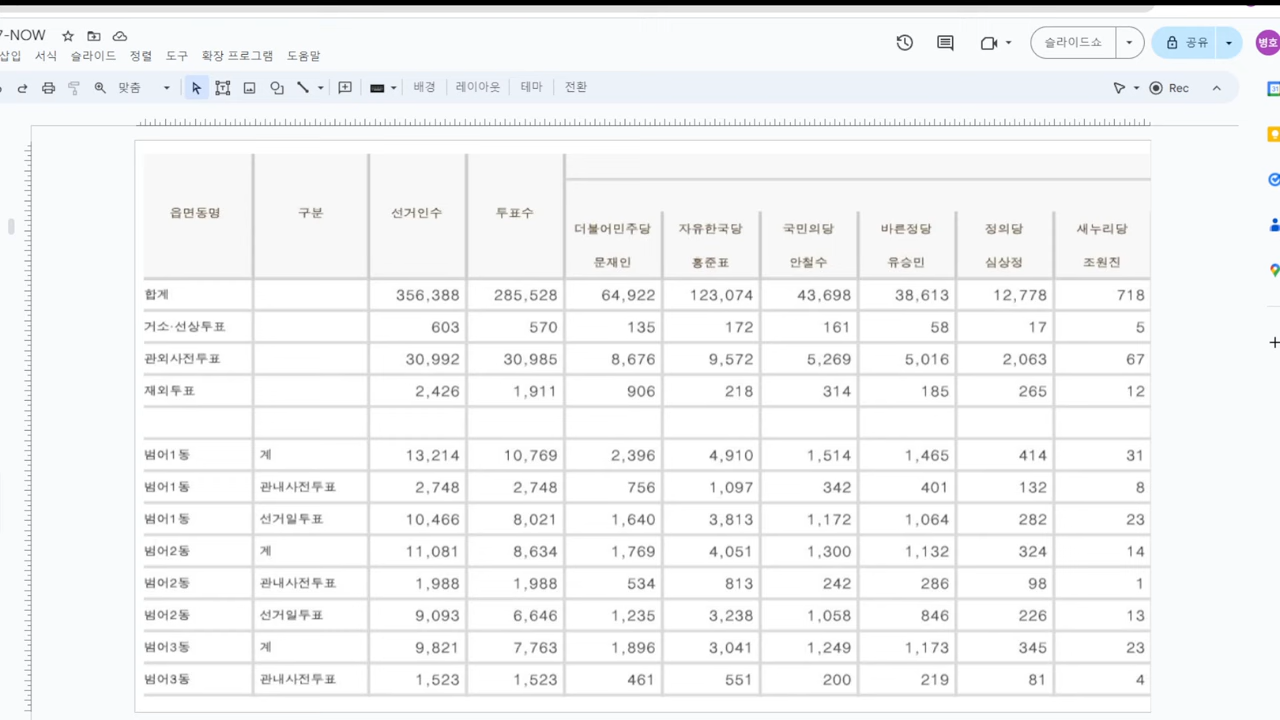 7-NOW
삽입 서식 슬라이드 정렬 도구 확장 프로그램 도움말
슬라이드쇼
공유
병호
맞춤
배경 레이아웃 테마 전환
Rec
31
읍면동명 구분 선거인수 투표수
더불어민주당 자유한국당 국민의당 바른정당 정의당 새누리당
문재인 홍준표 안철수 유승민 심상정 조원진
합계 356,388 285,528 64,922 123,074 43,698 38,613 12,778 718
거소·선상투표 603 570 135 172 161 58 17 5
관외사전투표 30,992 30,985 8,676 9,572 5,269 5,016 2,063 67
재외투표 2,426 1,911 906 218 314 185 265 12
범어1동 계 13,214 10,769 2,396 4,910 1,514 1,465 414 31
범어1동 관내사전투표 2,748 2,748 756 1,097 342 401 132 8
범어1동 선거일투표 10,466 8,021 1,640 3,813 1,172 1,064 282 23
범어2동 계 11,081 8,634 1,769 4,051 1,300 1,132 324 14
범어2동 관내사전투표 1,988 1,988 534 813 242 286 98 1
범어2동 선거일투표 9,093 6,646 1,235 3,238 1,058 846 226 13
범어3동 계 9,821 7,763 1,896 3,041 1,249 1,173 345 23
범어3동 관내사전투표 1,523 1,523 461 551 200 219 81 4